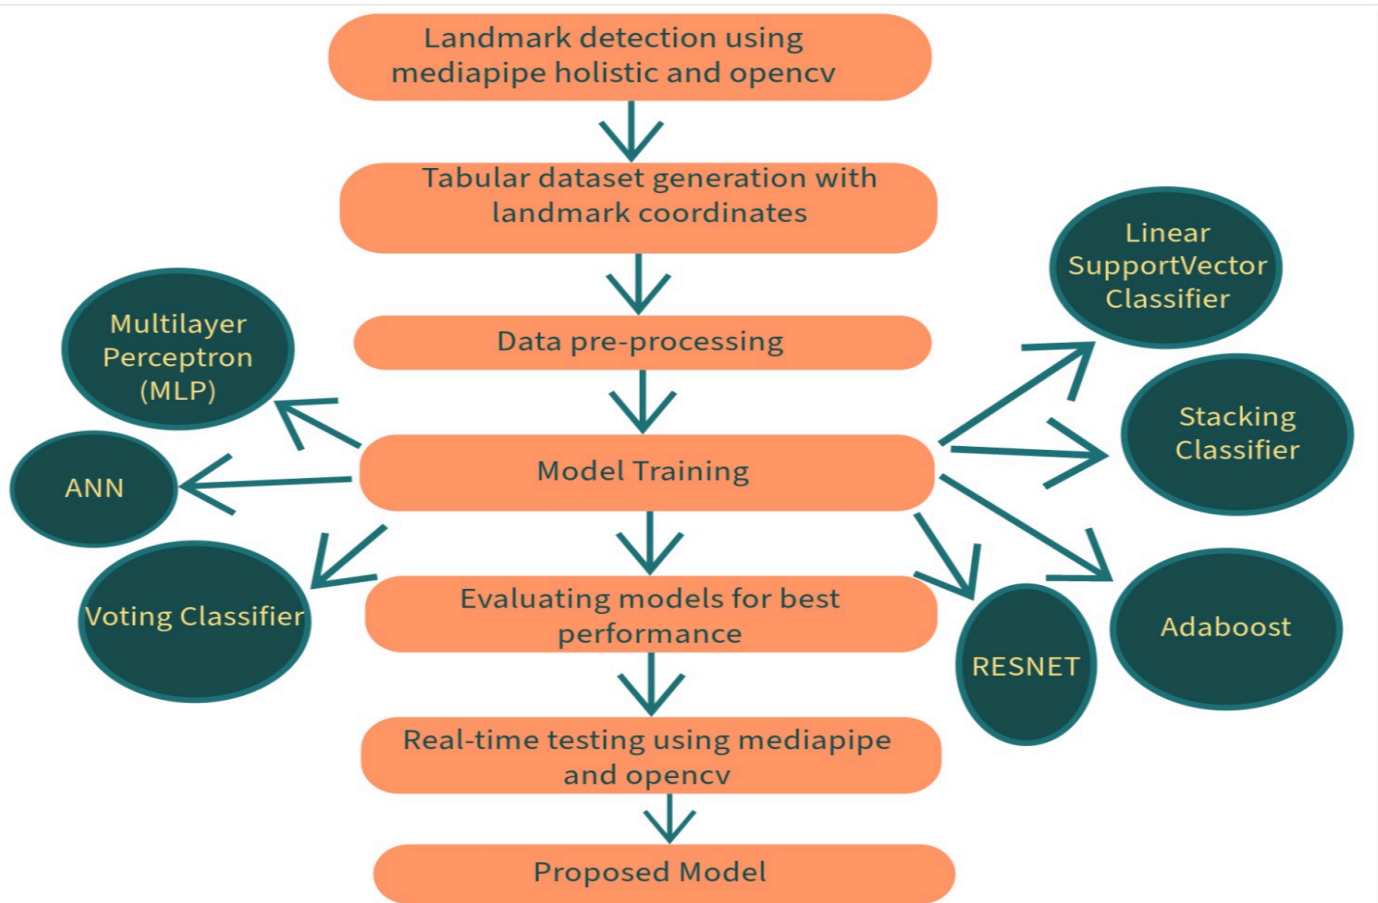 Landmark detection using
mediapipe holistic and opencv
Tabular dataset generation with
landmark coordinates
Data pre-processing
Model Training
Multilayer
Perceptron
(MLP)
ANN
Voting Classifier
Linear
SupportVector
Classifier
Stacking
Classifier
Adaboost
RESNET
Evaluating models for best
performance
Real-time testing using mediapipe
and opencv
Proposed Model